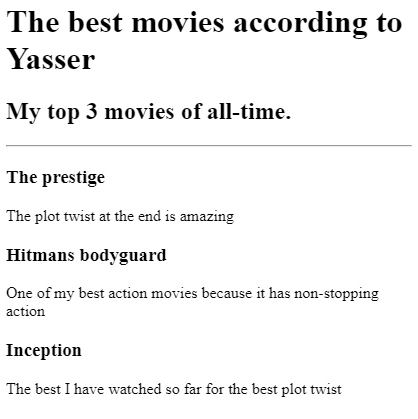 The best movies according to
Yasser
My top 3 movies of all-time.
The prestige
The plot twist at the end is amazing
Hitmans bodyguard
One of my best action movies because it has non-stopping
action
Inception
The best I have watched so far for the best plot twist